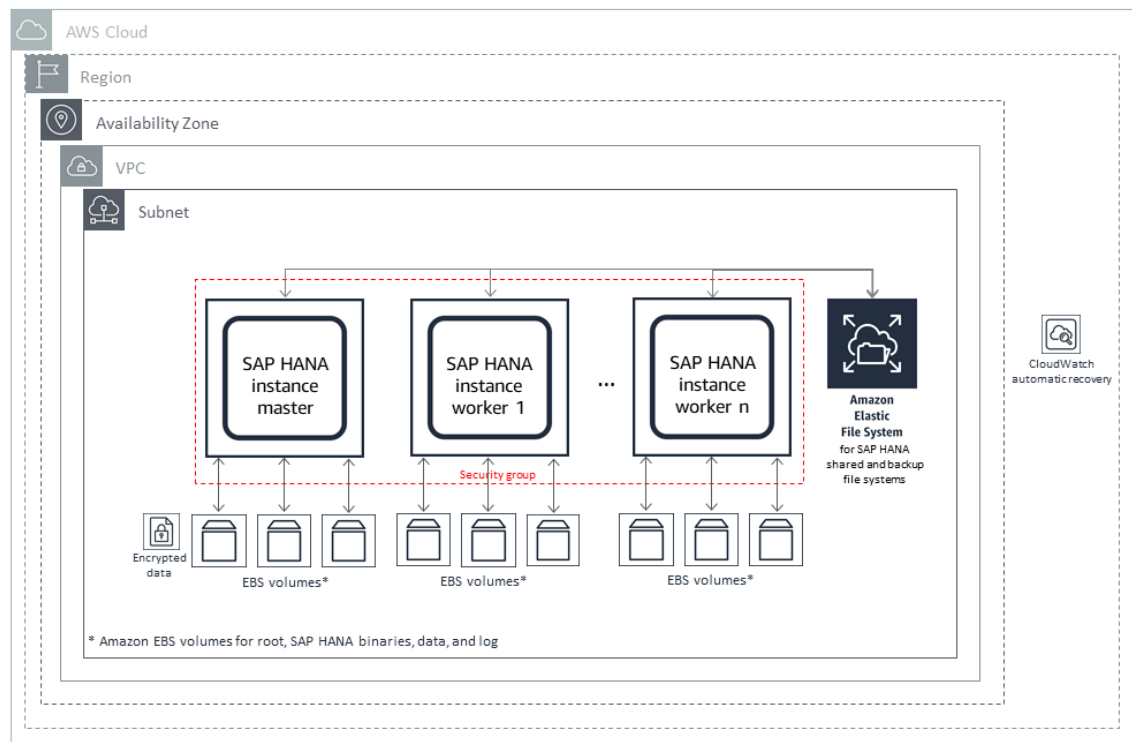 AWS Cloud
Region
Availability Zone
VPC
Subnet
SAP HANA
instance
master
SAP HANA
instance
worker 1
...
SAP HANA
instance
worker n
Amazon
Elastic
File System
for SAP HANA
shared and backup
file systems
CloudWatch
automatic recovery
Security group
Encrypted
data
EBS volumes*
EBS volumes*
EBS volumes*
* Amazon EBS volumes for root, SAP HANA binaries, data, and log